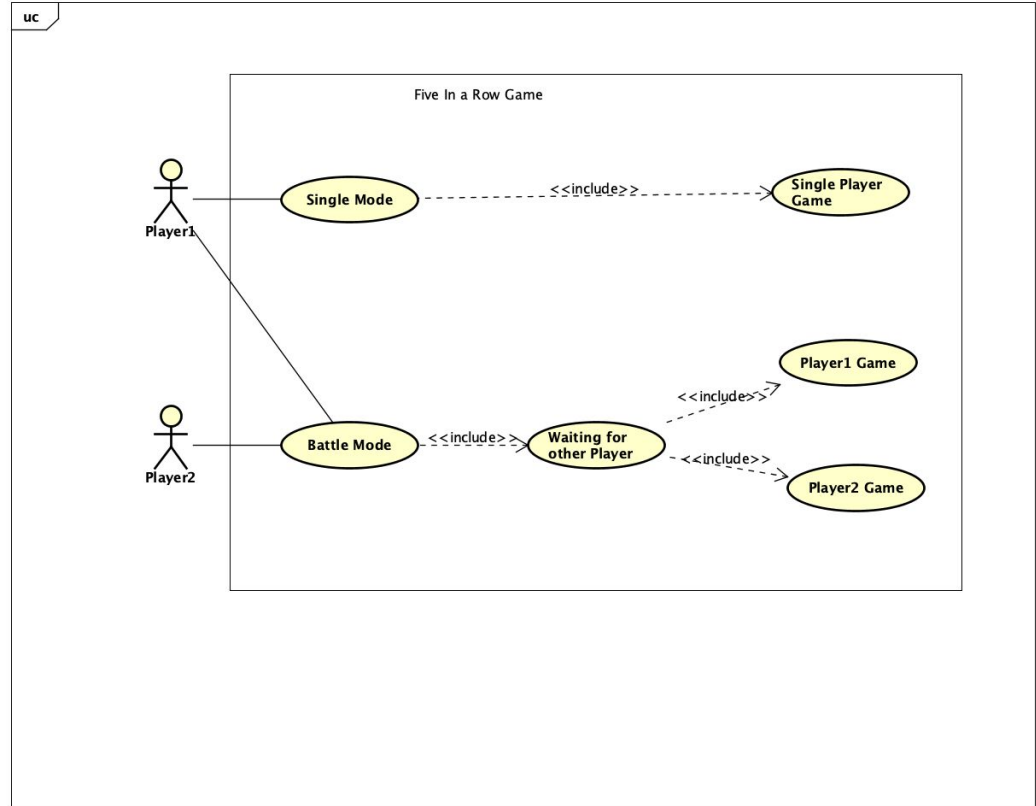 uc
Five In a Row Game
Player1
Single Mode
<<include>>
Single Player
Game
Player1 Game
<<include>>
Player2
Battle Mode
<<include>>
Waiting for
other Player
<<include>>
Player2 Game